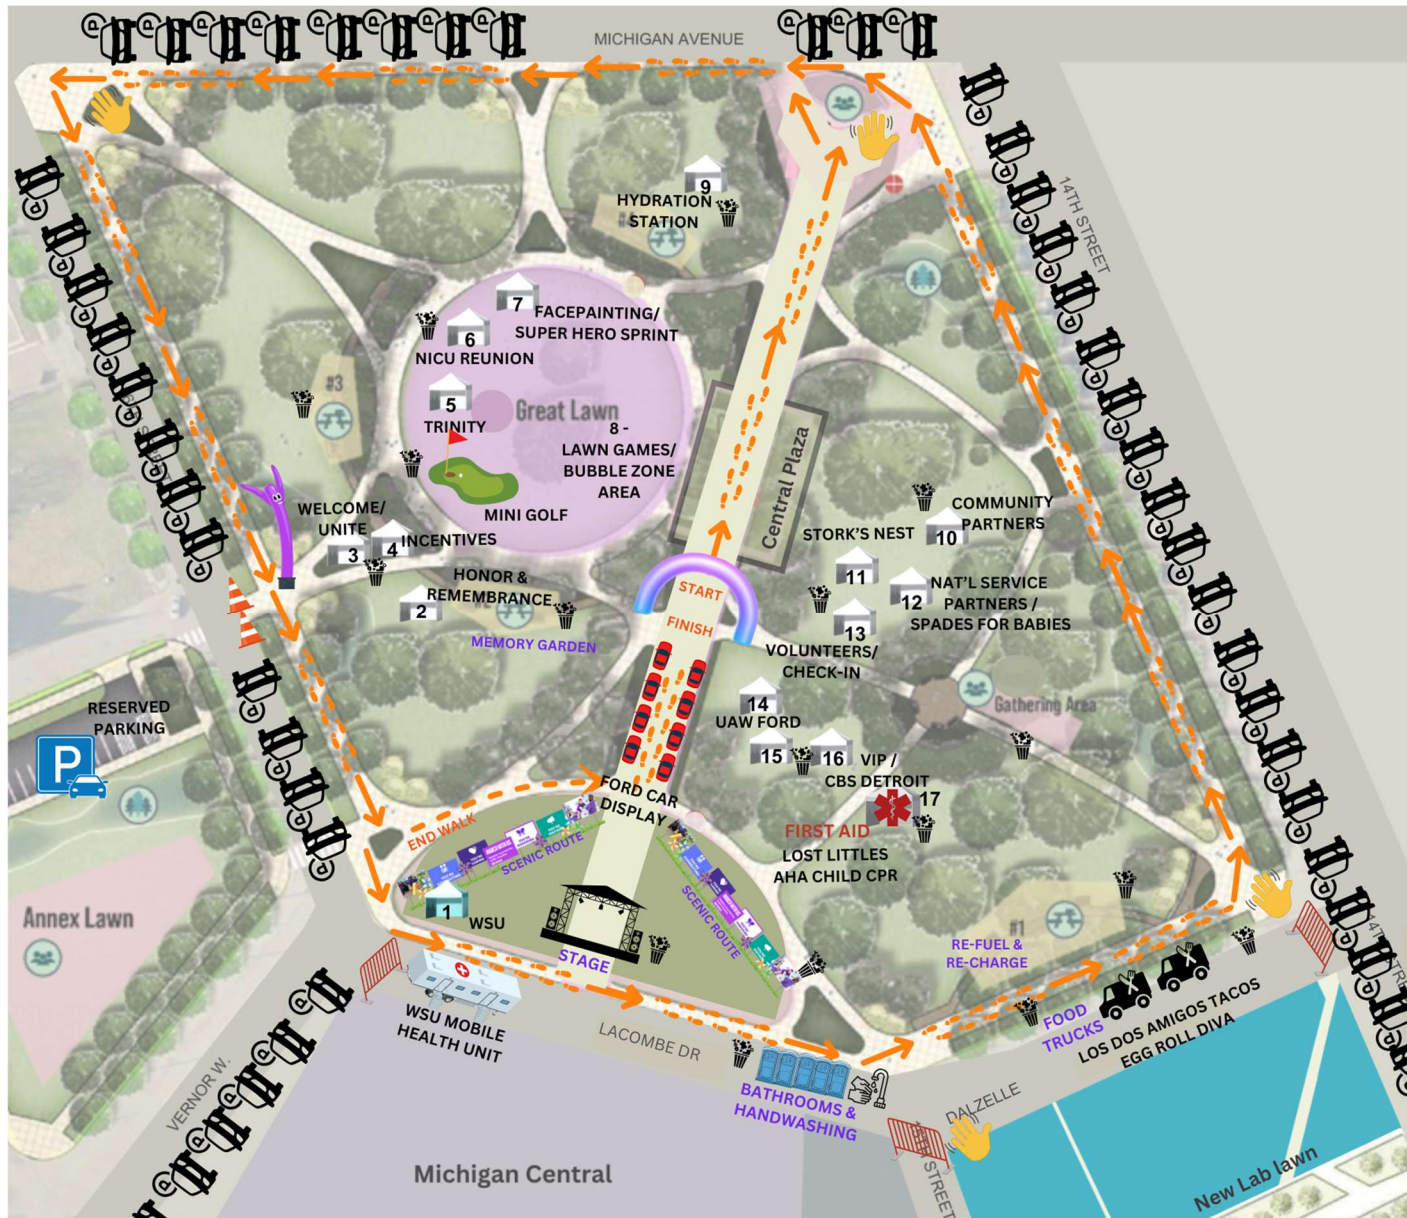 MICHIGAN AVENUE
14TH STREET
9
HYDRATION
STATION
7
FACEPAINTING/
SUPER HERO SPRINT
6
NICU REUNION
#3
5
TRINITY
Great Lawn
8 -
LAWN GAMES/
BUBBLE ZONE
AREA
MINI GOLF
Central Plaza
WELCOME/
UNITE
3
4
INCENTIVES
HONOR &
REMEMBRANCE
2
MEMORY GARDEN
START
FINISH
COMMUNITY
PARTNERS
10
STORK'S NEST
11
12
NAT'L SERVICE
PARTNERS /
SPADES FOR BABIES
13
VOLUNTEERS/
CHECK-IN
14
UAW FORD
15
16
VIP /
CBS DETROIT
17
Gathering Area
RESERVED
PARKING
P
FORD CAR
DISPLAY
END WALK
SCENIC ROUTE
SCENIC ROUTE
FIRST AID
LOST LITTLES
AHA CHILD CPR
1
WSU
STAGE
Annex Lawn
#1
RE-FUEL &
RE-CHARGE
WSU MOBILE
HEALTH UNIT
LACOMBE DR
FOOD
TRUCKS
LOS DOS AMIGOS TACOS
EGG ROLL DIVA
VERNOR W.
BATHROOMS &
HANDWASHING
DALZELLE
15TH STREET
Michigan Central
New Lab lawn